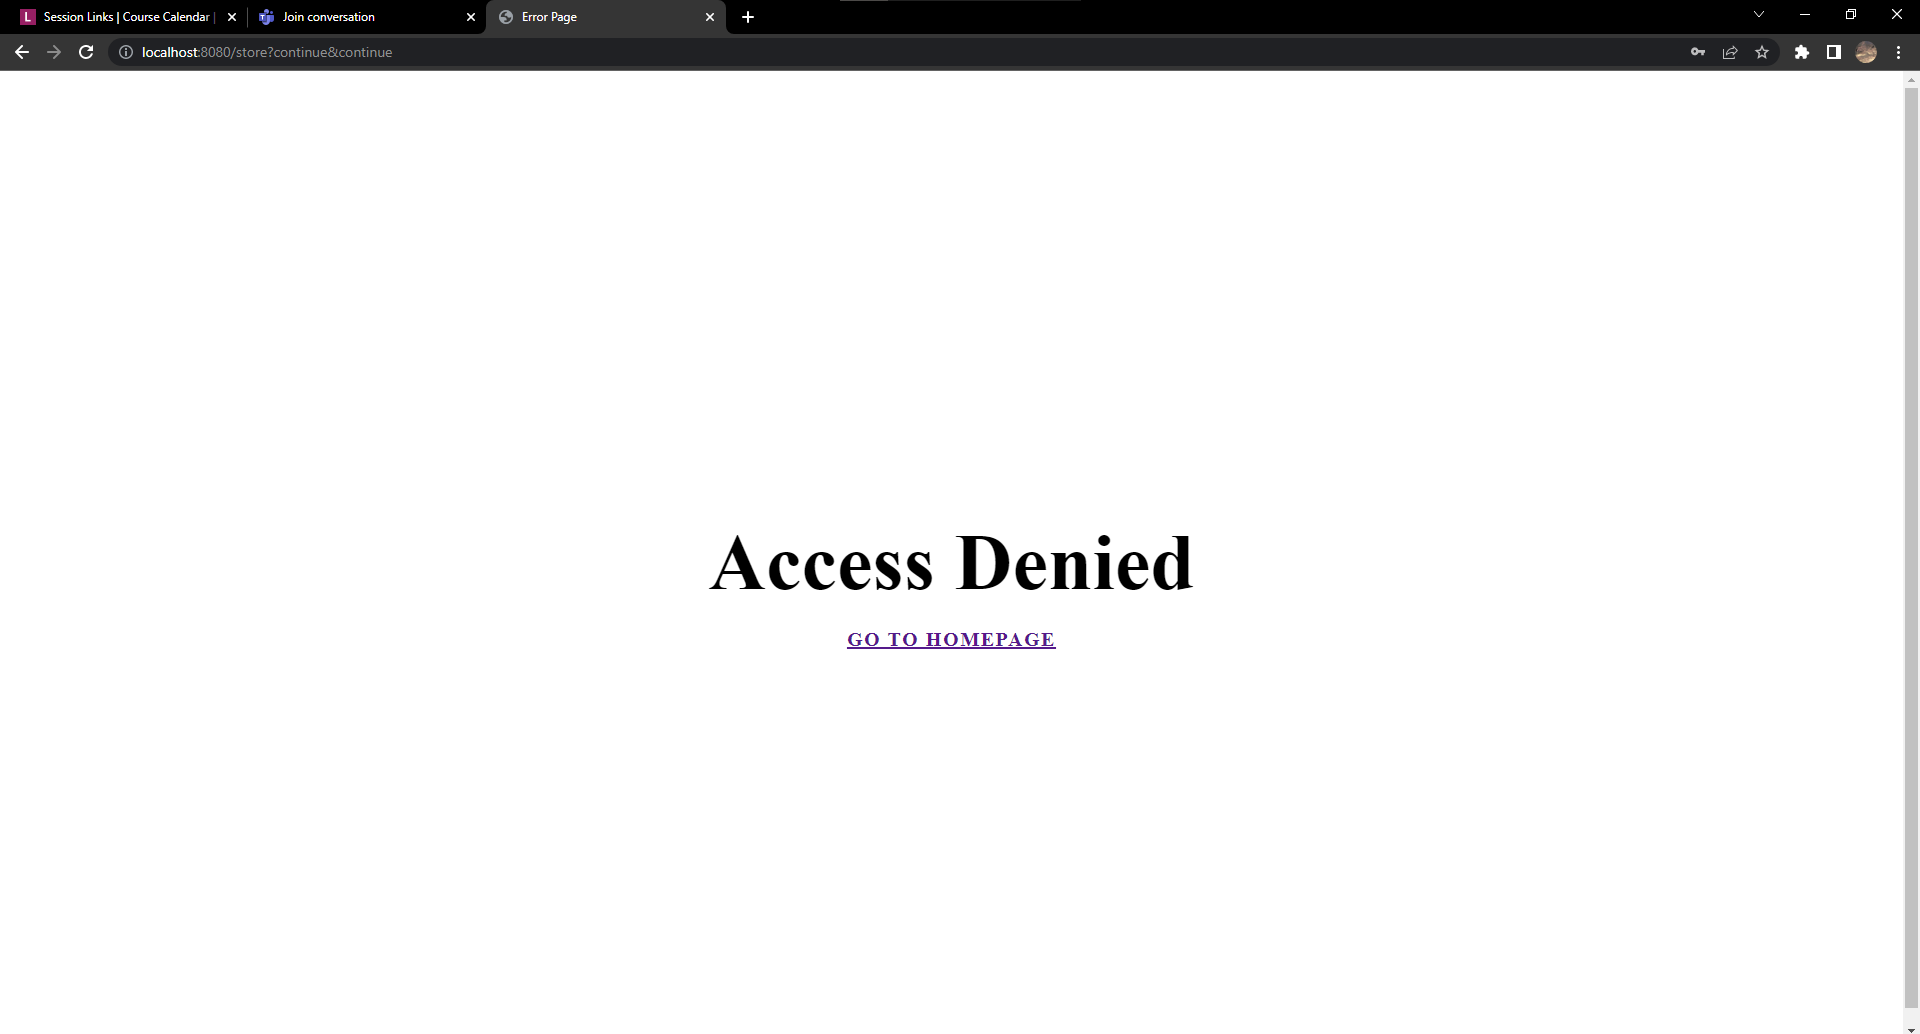 L Session Links | Course Calendar |
Join conversation
Error Page
localhost:8080/store?continue&continue
Access Denied
GO TO HOMEPAGE